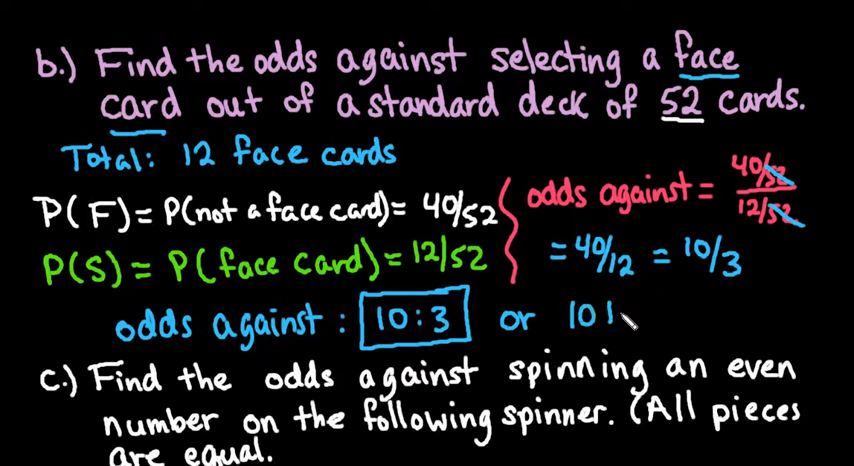 b.) Find the odds against selecting a face
card out of a standard deck of 52 cards.
Total: 12 face cards
P(F) = P(not a face card) = 40/52
P(S) = P(face card) = 12/52
odds against = 40/52 / 12/52
= 40/12 = 10/3
odds against : 10 : 3 or 10 t
c.) Find the odds against spinning an even
number on the following spinner. (All pieces
are equal.